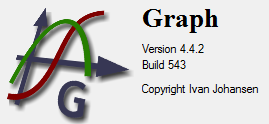 Graph
Version 4.4.2
Build 543
Copyright Ivan Johansen
G